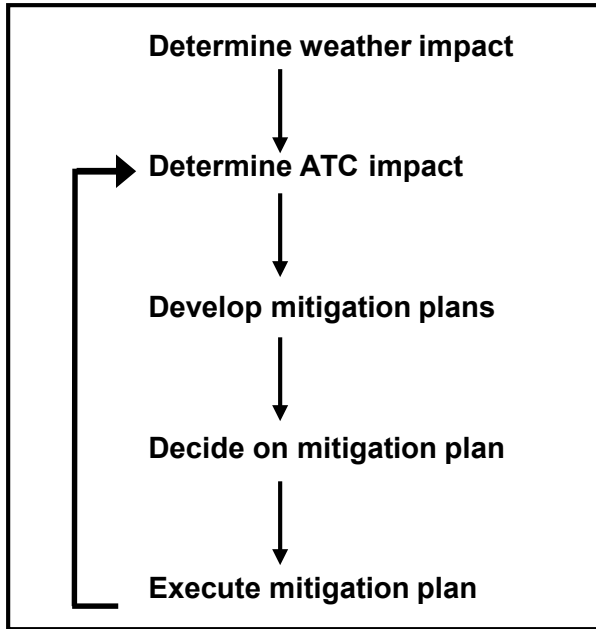 Determine weather impact
Determine ATC impact
Develop mitigation plans
Decide on mitigation plan
Execute mitigation plan